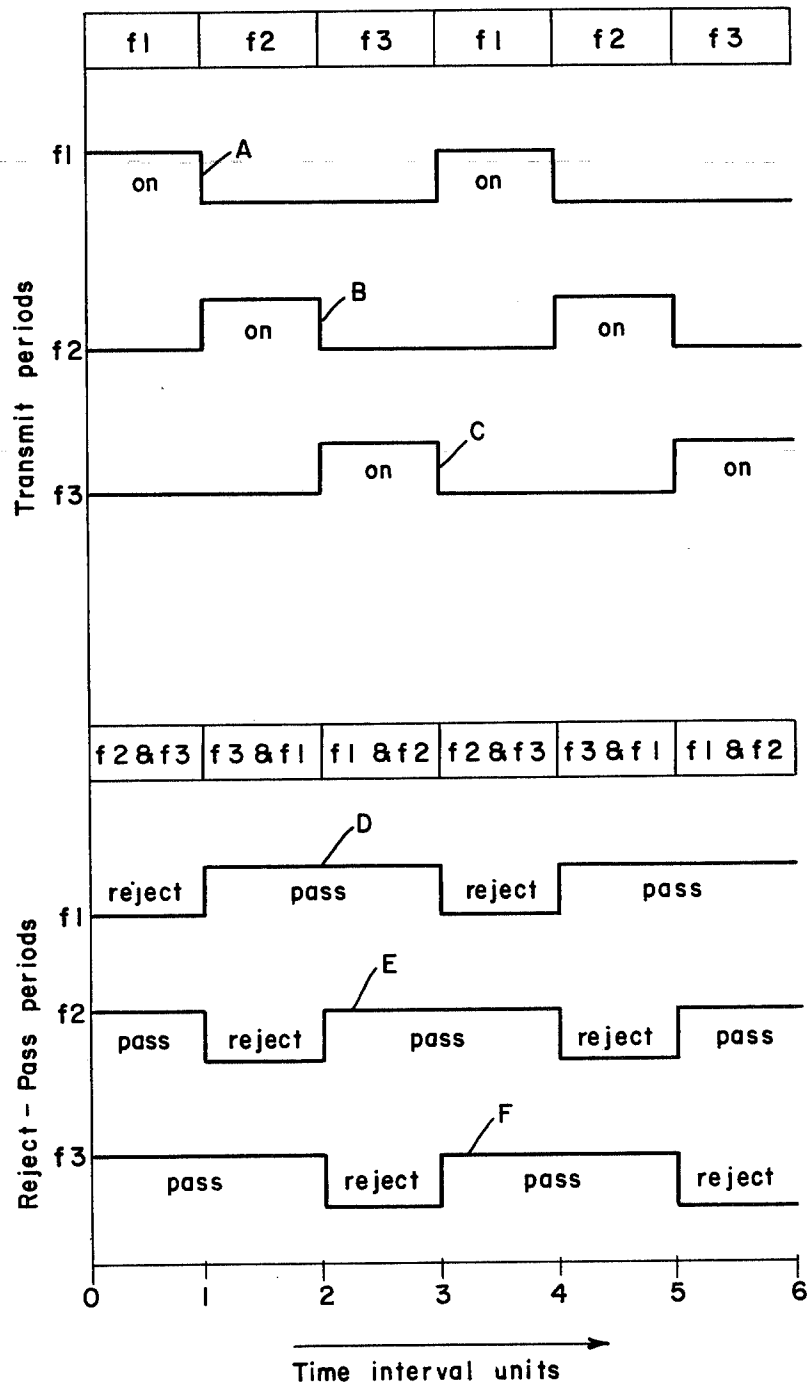 f1 f2 f3 f1 f2 f3
A
f1
on on
B
f2
on on
C
f3
on on
Transmit periods
f2&f3 f3&f1 f1&f2 f2&f3 f3&f1 f1&f2
D
reject pass reject pass
f1
E
f2
pass reject pass reject pass
F
f3
pass reject pass reject
Reject-Pass periods
0 1 2 3 4 5 6
Time interval units